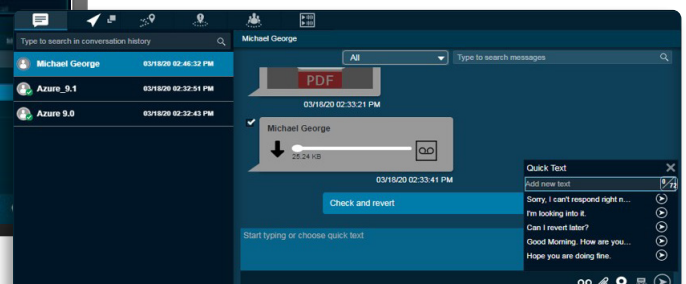 Type to search in conversation history
Michael George
All
Type to search messages
Michael George
03/18/20 02:46:32 PM
Azure_9.1
03/18/20 02:32:51 PM
Azure 9.0
03/18/20 02:32:43 PM
PDF
03/18/20 02:33:21 PM
Michael George
25.24 KB
03/18/20 02:33:41 PM
Check and revert
Start typing or choose quick text
Quick Text
Add new text
0/72
Sorry, I can't respond right n...
I'm looking into it.
Can I revert later?
Good Morning. How are you...
Hope you are doing fine.